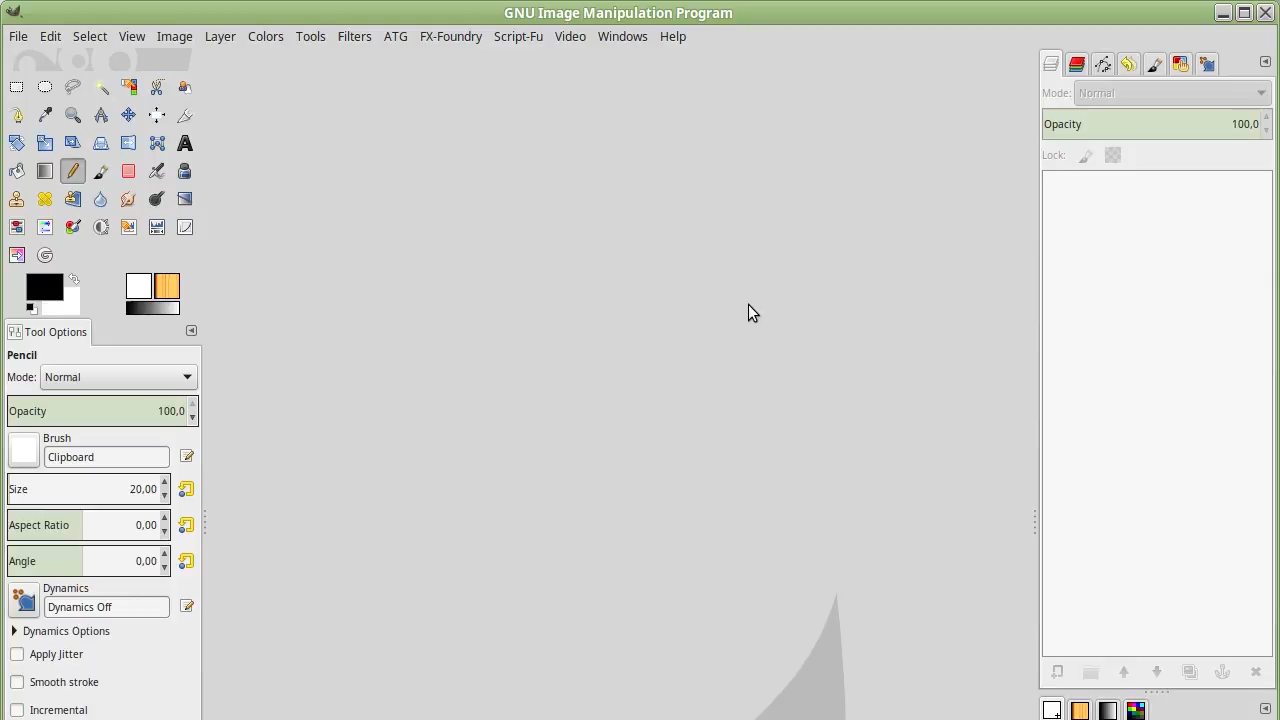 GNU Image Manipulation Program
File Edit Select View Image Layer Colors Tools Filters ATG FX-Foundry Script-Fu Video Windows Help
Mode: Normal
Opacity 100,0
Lock:
Tool Options
Pencil
Mode: Normal
Opacity 100,0
Brush
Clipboard
Size 20,00
Aspect Ratio 0,00
Angle 0,00
Dynamics
Dynamics Off
Dynamics Options
Apply Jitter
Smooth stroke
Incremental